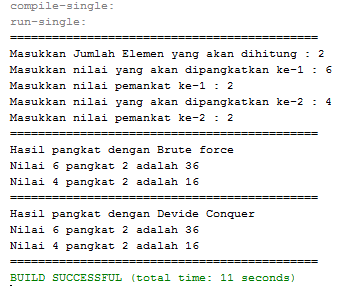 compile-single:
run-single:
============================================
Masukkan Jumlah Elemen yang akan dihitung : 2
Masukkan nilai yang akan dipangkatkan ke-1 : 6
Masukkan nilai pemankat ke-1 : 2
Masukkan nilai yang akan dipangkatkan ke-2 : 4
Masukkan nilai pemankat ke-2 : 2
============================================
Hasil pangkat dengan Brute force
Nilai 6 pangkat 2 adalah 36
Nilai 4 pangkat 2 adalah 16
============================================
Hasil pangkat dengan Devide Conquer
Nilai 6 pangkat 2 adalah 36
Nilai 4 pangkat 2 adalah 16
============================================
BUILD SUCCESSFUL (total time: 11 seconds)